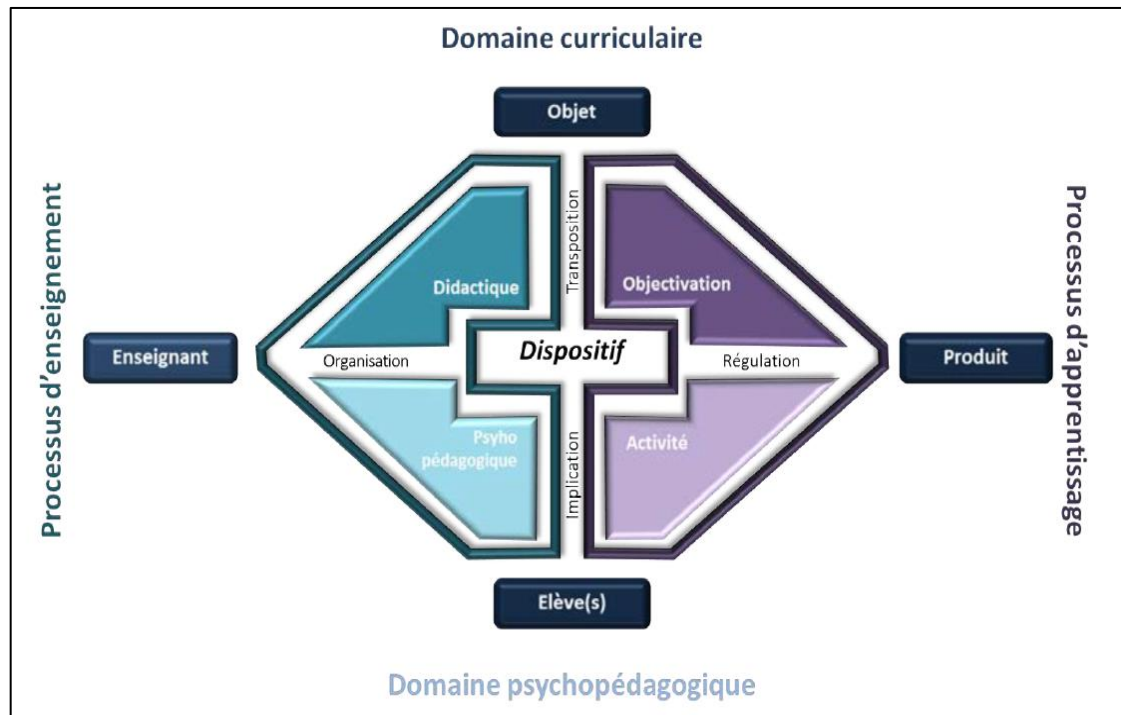 Domaine curriculaire
Objet
Processus d'enseignement
Processus d'apprentissage
Transposition
Didactique
Objectivation
Enseignant
Organisation
Dispositif
Régulation
Produit
Psyho
pédagogique
Implication
Activité
Elève(s)
Domaine psychopédagogique